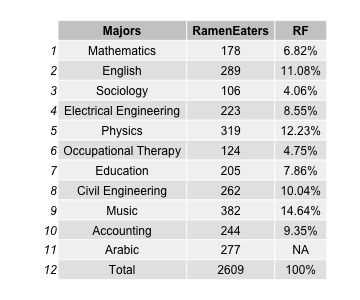 Majors RamenEaters RF
1 Mathematics 178 6.82%
2 English 289 11.08%
3 Sociology 106 4.06%
4 Electrical Engineering 223 8.55%
5 Physics 319 12.23%
6 Occupational Therapy 124 4.75%
7 Education 205 7.86%
8 Civil Engineering 262 10.04%
9 Music 382 14.64%
10 Accounting 244 9.35%
11 Arabic 277 NA
12 Total 2609 100%